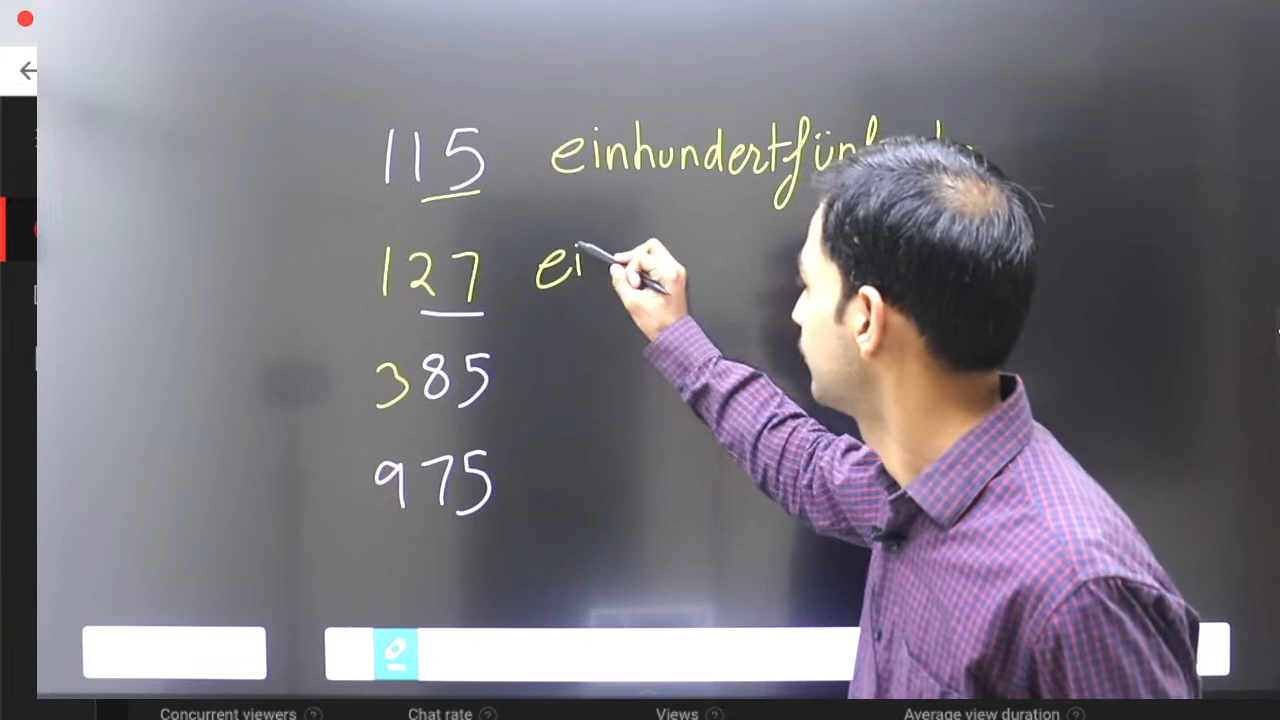 115 einhundertfün
127 ei
385
975
Concurrent viewers ? Chat rate ? Views ? Average view duration ?